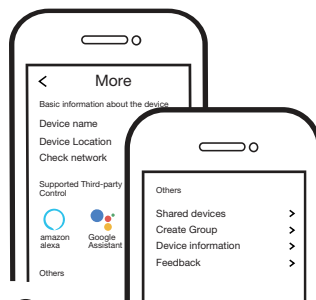 More
Basic information about the device
Device name
Device Location
Check network
Supported Third-party
Control
amazon
alexa
Google
Assistant
Others
Others
Shared devices
Create Group
Device information
Feedback